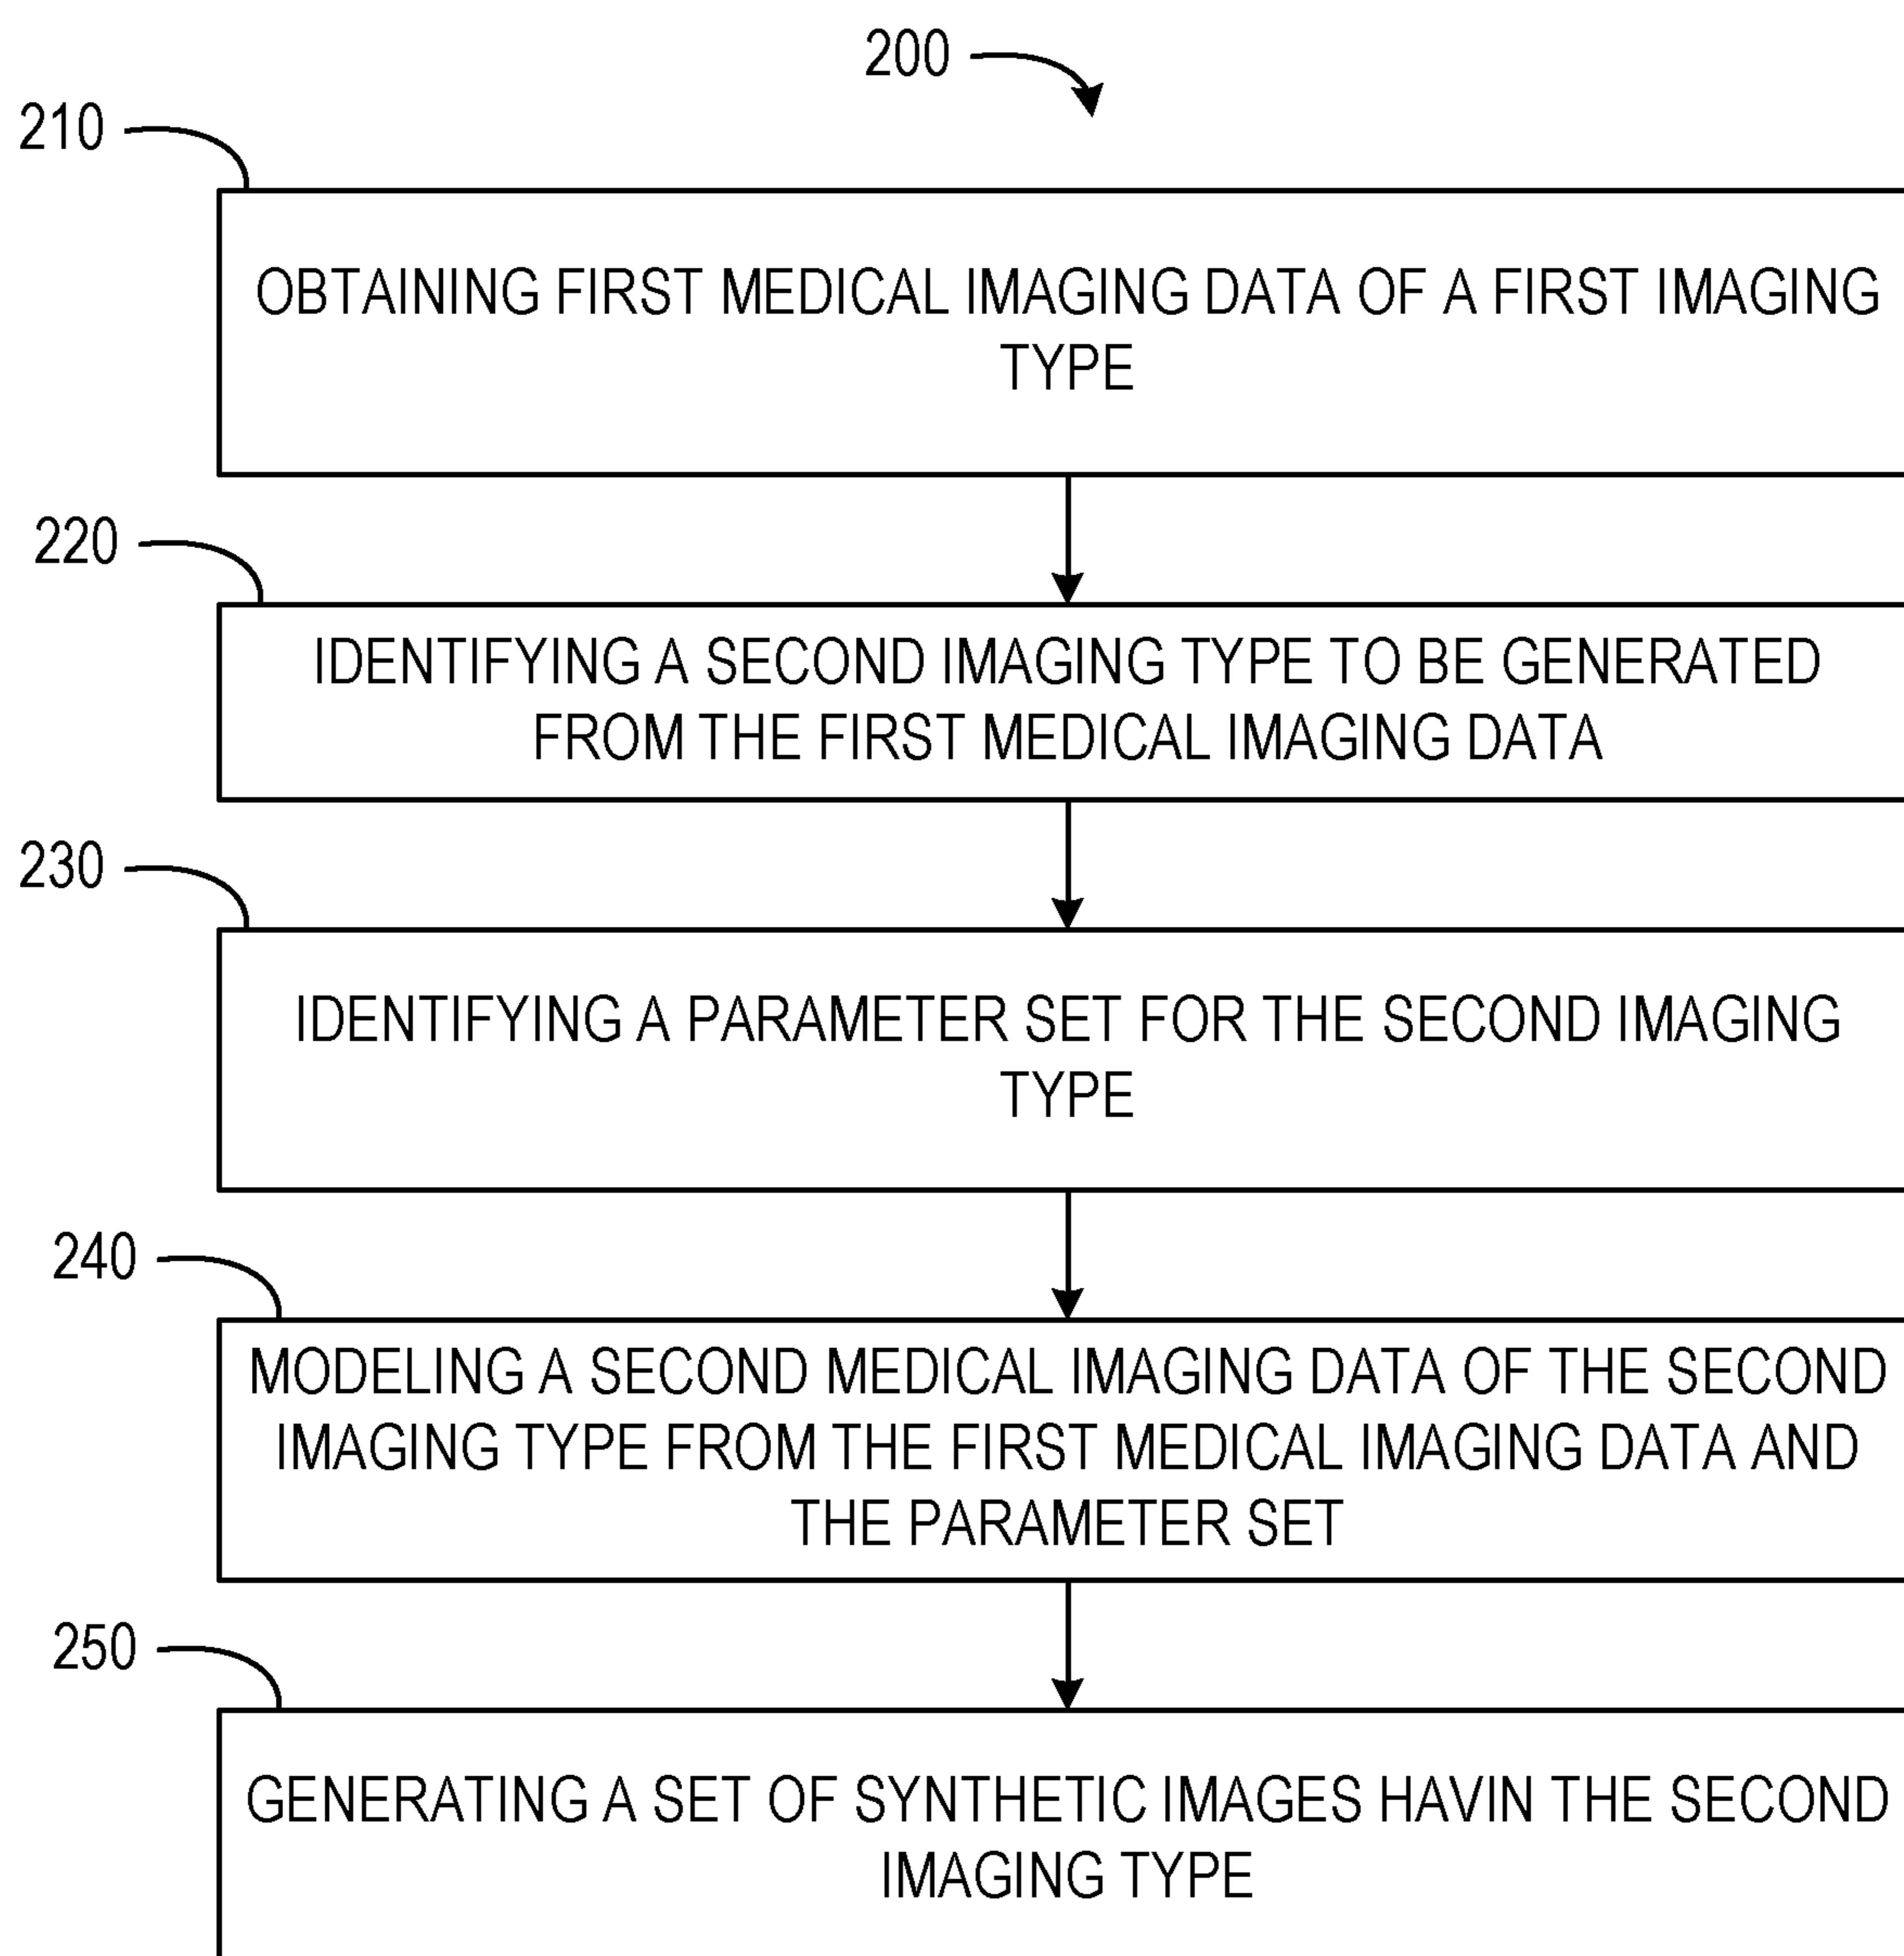 200
210
OBTAINING FIRST MEDICAL IMAGING DATA OF A FIRST IMAGING
TYPE
220
IDENTIFYING A SECOND IMAGING TYPE TO BE GENERATED
FROM THE FIRST MEDICAL IMAGING DATA
230
IDENTIFYING A PARAMETER SET FOR THE SECOND IMAGING
TYPE
240
MODELING A SECOND MEDICAL IMAGING DATA OF THE SECOND
IMAGING TYPE FROM THE FIRST MEDICAL IMAGING DATA AND
THE PARAMETER SET
250
GENERATING A SET OF SYNTHETIC IMAGES HAVIN THE SECOND
IMAGING TYPE